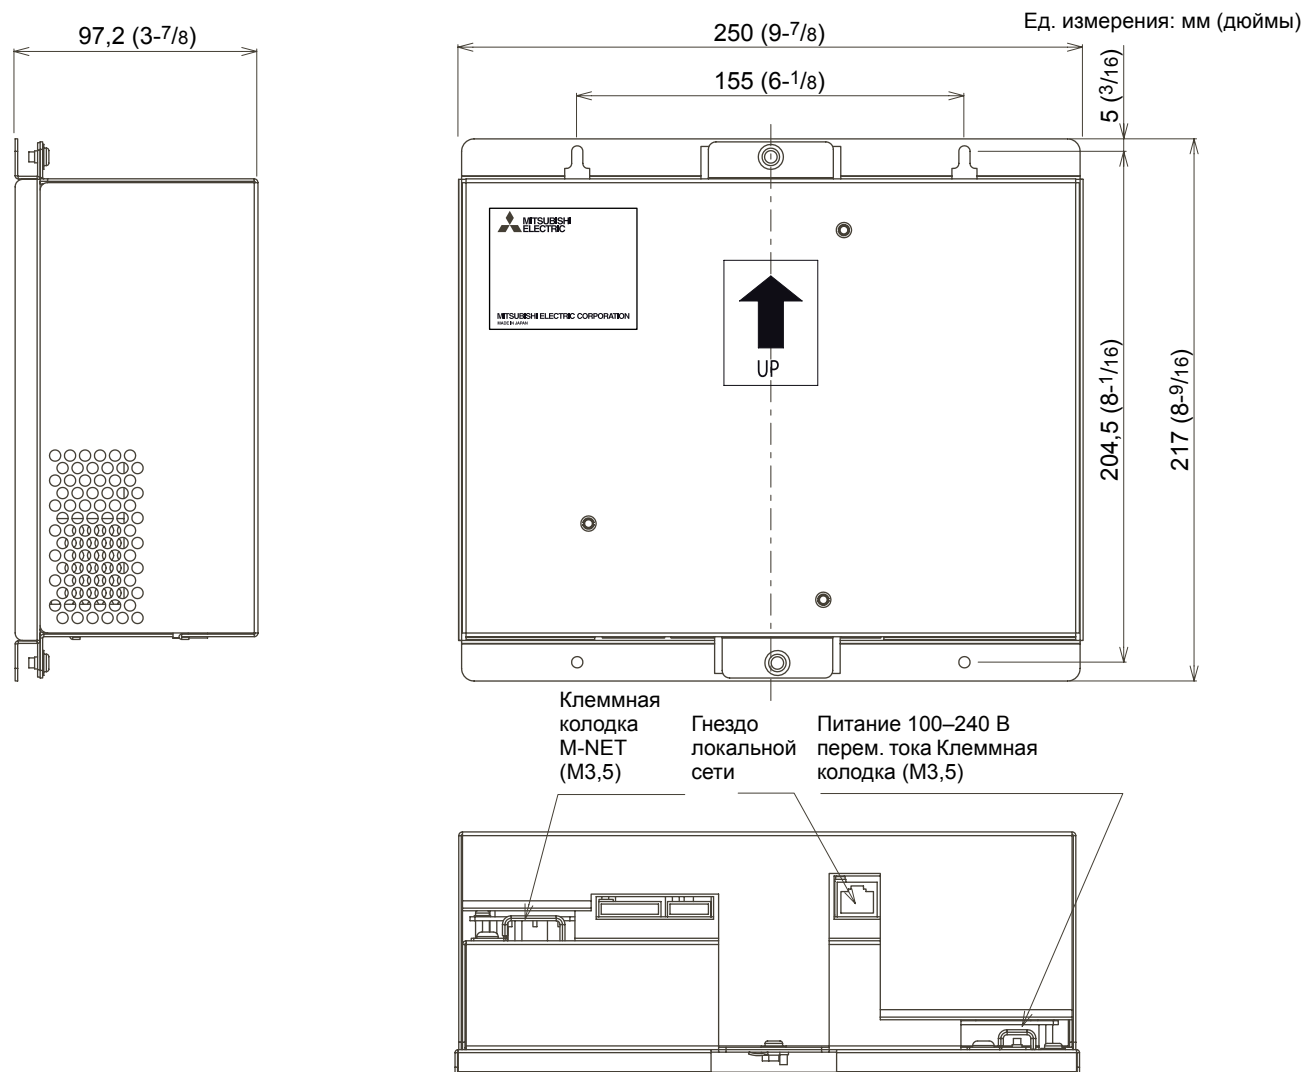 Ед. измерения: мм (дюймы)
97,2 (3-7/8)
250 (9-7/8)
155 (6-1/8)
5 (3/16)
204,5 (8-1/16)
217 (8-9/16)
MITSUBISHI
ELECTRIC
MITSUBISHI ELECTRIC CORPORATION
MADE IN JAPAN
UP
Клеммная
колодка
M-NET
(M3,5)
Гнездо
локальной
сети
Питание 100–240 В
перем. тока Клеммная
колодка (M3,5)